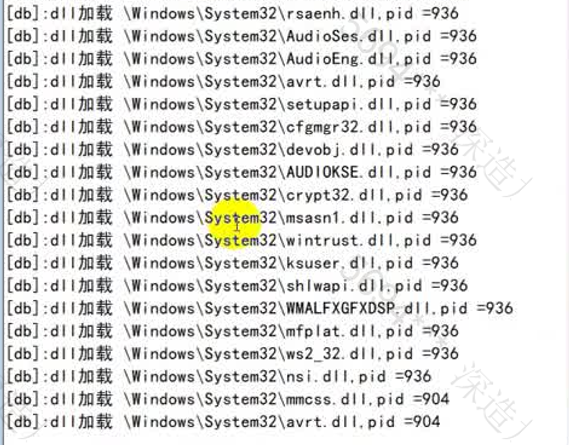 [db]:dll加载 \Windows\System32\rsaenh.dll,pid =936
[db]:dll加载 \Windows\System32\AudioSes.dll,pid =936
[db]:dll加载 \Windows\System32\AudioEng.dll,pid =936
[db]:dll加载 \Windows\System32\avrt.dll,pid =936
[db]:dll加载 \Windows\System32\setupapi.dll,pid =936
[db]:dll加载 \Windows\System32\cfgmgr32.dll,pid =936
[db]:dll加载 \Windows\System32\devobj.dll,pid =936
[db]:dll加载 \Windows\System32\AUDIOKSE.dll,pid =936
[db]:dll加载 \Windows\System32\crypt32.dll,pid =936
[db]:dll加载 \Windows\System32\msasn1.dll,pid =936
[db]:dll加载 \Windows\System32\wintrust.dll,pid =936
[db]:dll加载 \Windows\System32\ksuser.dll,pid =936
[db]:dll加载 \Windows\System32\shlwapi.dll,pid =936
[db]:dll加载 \Windows\System32\WMALFXGFXDSP.dll,pid =936
[db]:dll加载 \Windows\System32\mfplat.dll,pid =936
[db]:dll加载 \Windows\System32\ws2_32.dll,pid =936
[db]:dll加载 \Windows\System32\nsi.dll,pid =936
[db]:dll加载 \Windows\System32\mmcss.dll,pid =904
[db]:dll加载 \Windows\System32\avrt.dll,pid =904